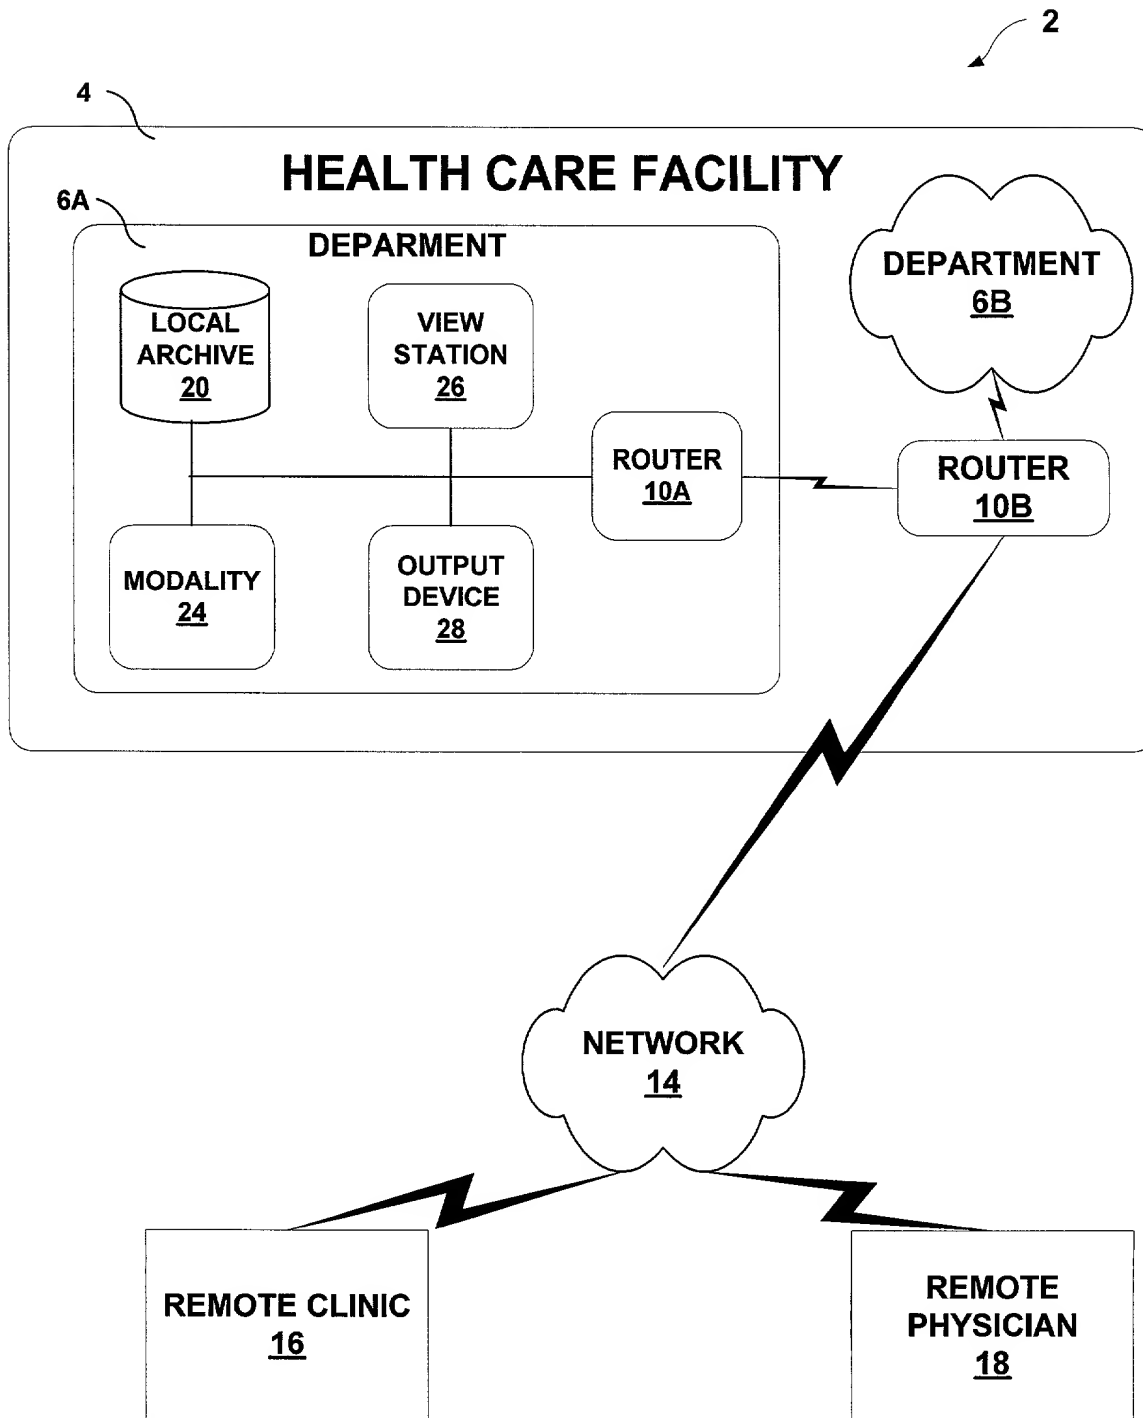 2
4
HEALTH CARE FACILITY
6A
DEPARMENT
DEPARTMENT
6B
LOCAL
ARCHIVE
20
VIEW
STATION
26
ROUTER
10A
ROUTER
10B
MODALITY
24
OUTPUT
DEVICE
28
NETWORK
14
REMOTE CLINIC
16
REMOTE
PHYSICIAN
18